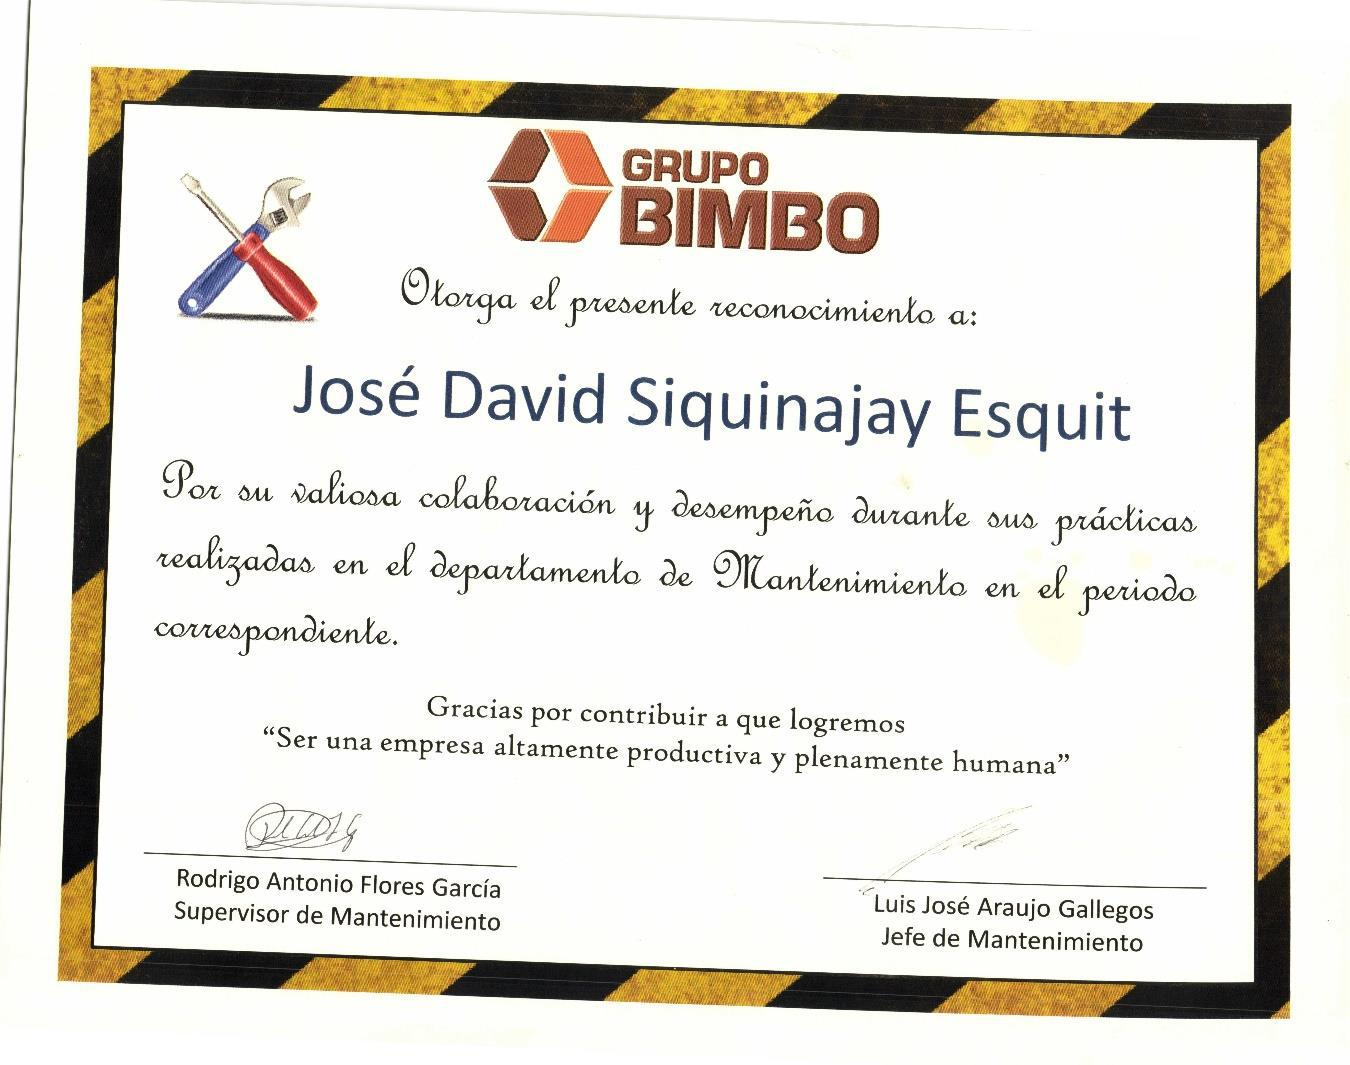 GRUPO
BIMBO
Otorga el presente reconocimiento a:
José David Siquinajay Esquit
Por su valiosa colaboración y desempeño durante sus prácticas
realizadas en el departamento de Mantenimiento en el periodo
correspondiente.
Gracias por contribuir a que logremos
“Ser una empresa altamente productiva y plenamente humana”
Rodrigo Antonio Flores García
Supervisor de Mantenimiento
Luis José Araujo Gallegos
Jefe de Mantenimiento